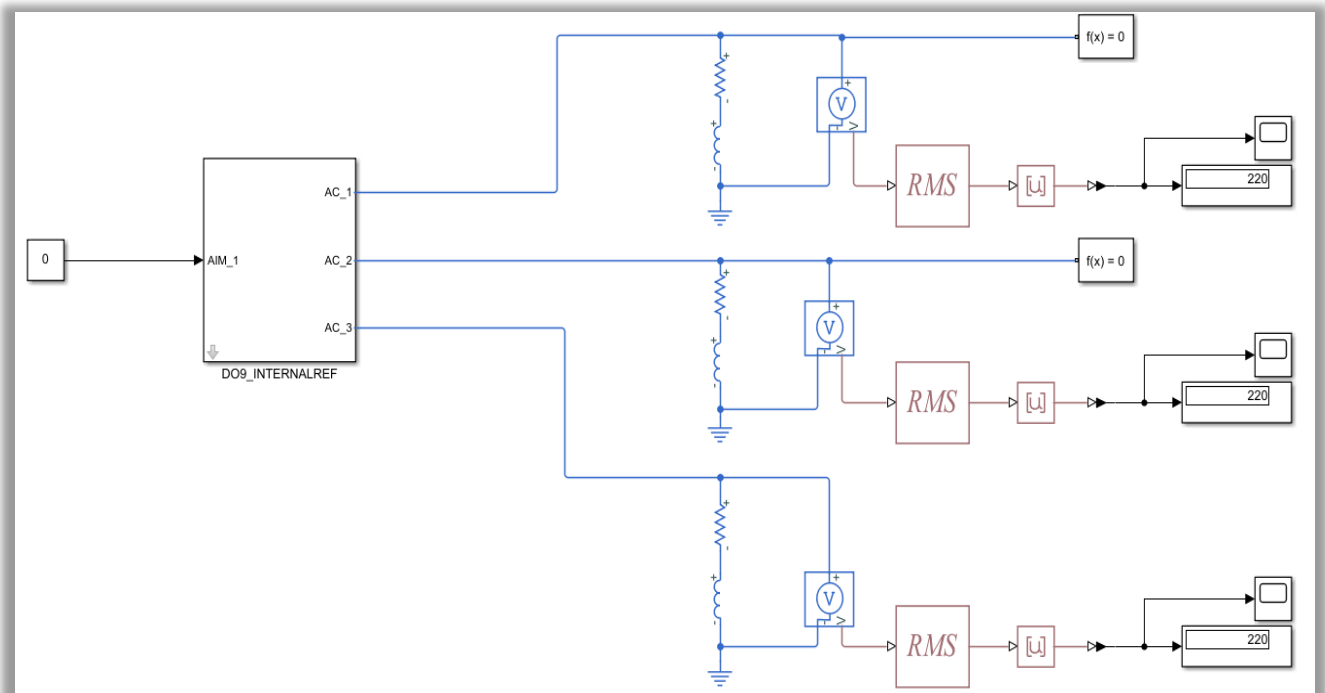 f(x) = 0
+
-
+
-
+
V
-
V
RMS
[u]
220
AC_1
0
AIM_1
AC_2
AC_3
DO9_INTERNALREF
f(x) = 0
+
-
+
-
+
V
-
V
RMS
[u]
220
+
-
+
-
+
V
-
V
RMS
[u]
220